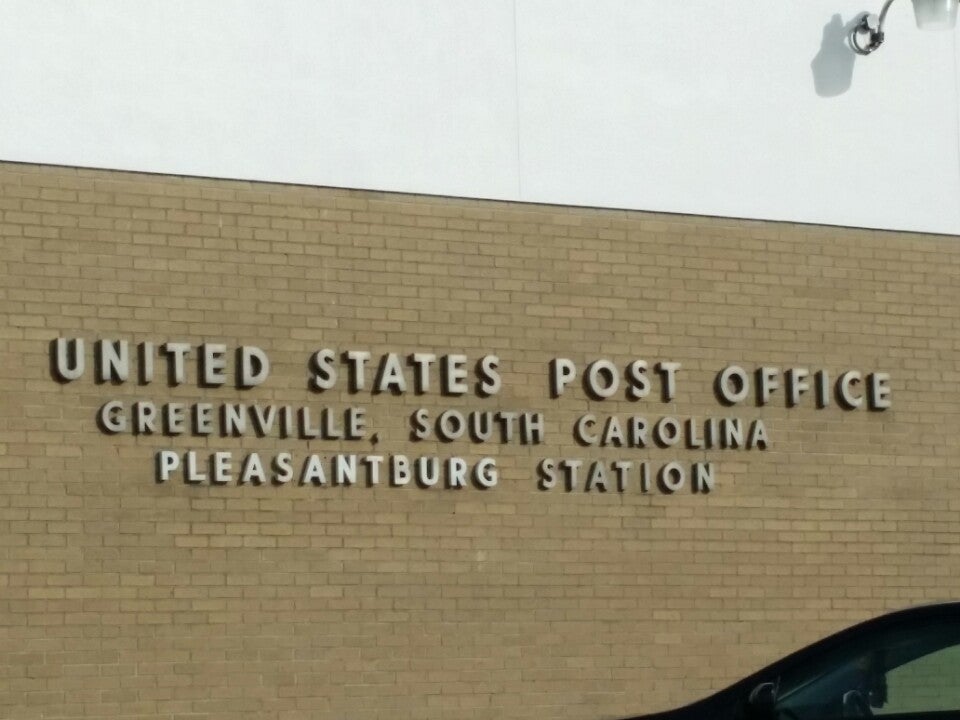 UNITED STATES POST OFFICE
GREENVILLE, SOUTH CAROLINA
PLEASANTBURG STATION